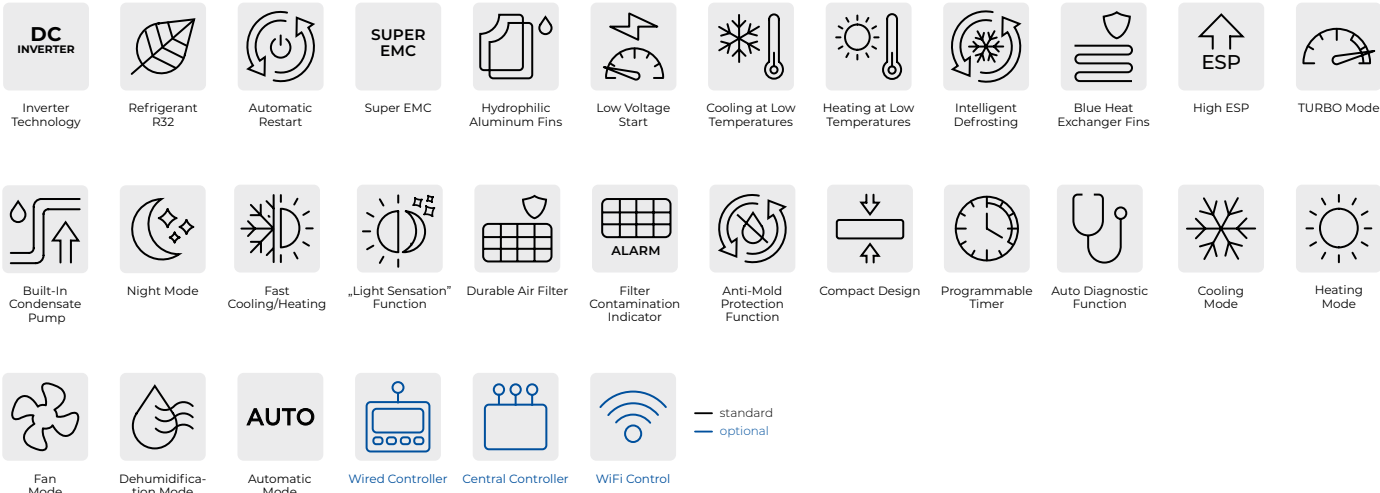 DC
INVERTER
SUPER
EMC
ESP
Inverter
Technology
Refrigerant
R32
Automatic
Restart
Super EMC
Hydrophilic
Aluminum Fins
Low Voltage
Start
Cooling at Low
Temperatures
Heating at Low
Temperatures
Intelligent
Defrosting
Blue Heat
Exchanger Fins
High ESP
TURBO Mode
ALARM
Built-In
Condensate
Pump
Night Mode
Fast
Cooling/Heating
„Light Sensation”
Function
Durable Air Filter
Filter
Contamination
Indicator
Anti-Mold
Protection
Function
Compact Design
Programmable
Timer
Auto Diagnostic
Function
Cooling
Mode
Heating
Mode
AUTO
standard
optional
Fan
Mode
Dehumidifica-
tion Mode
Automatic
Mode
Wired Controller
Central Controller
WiFi Control